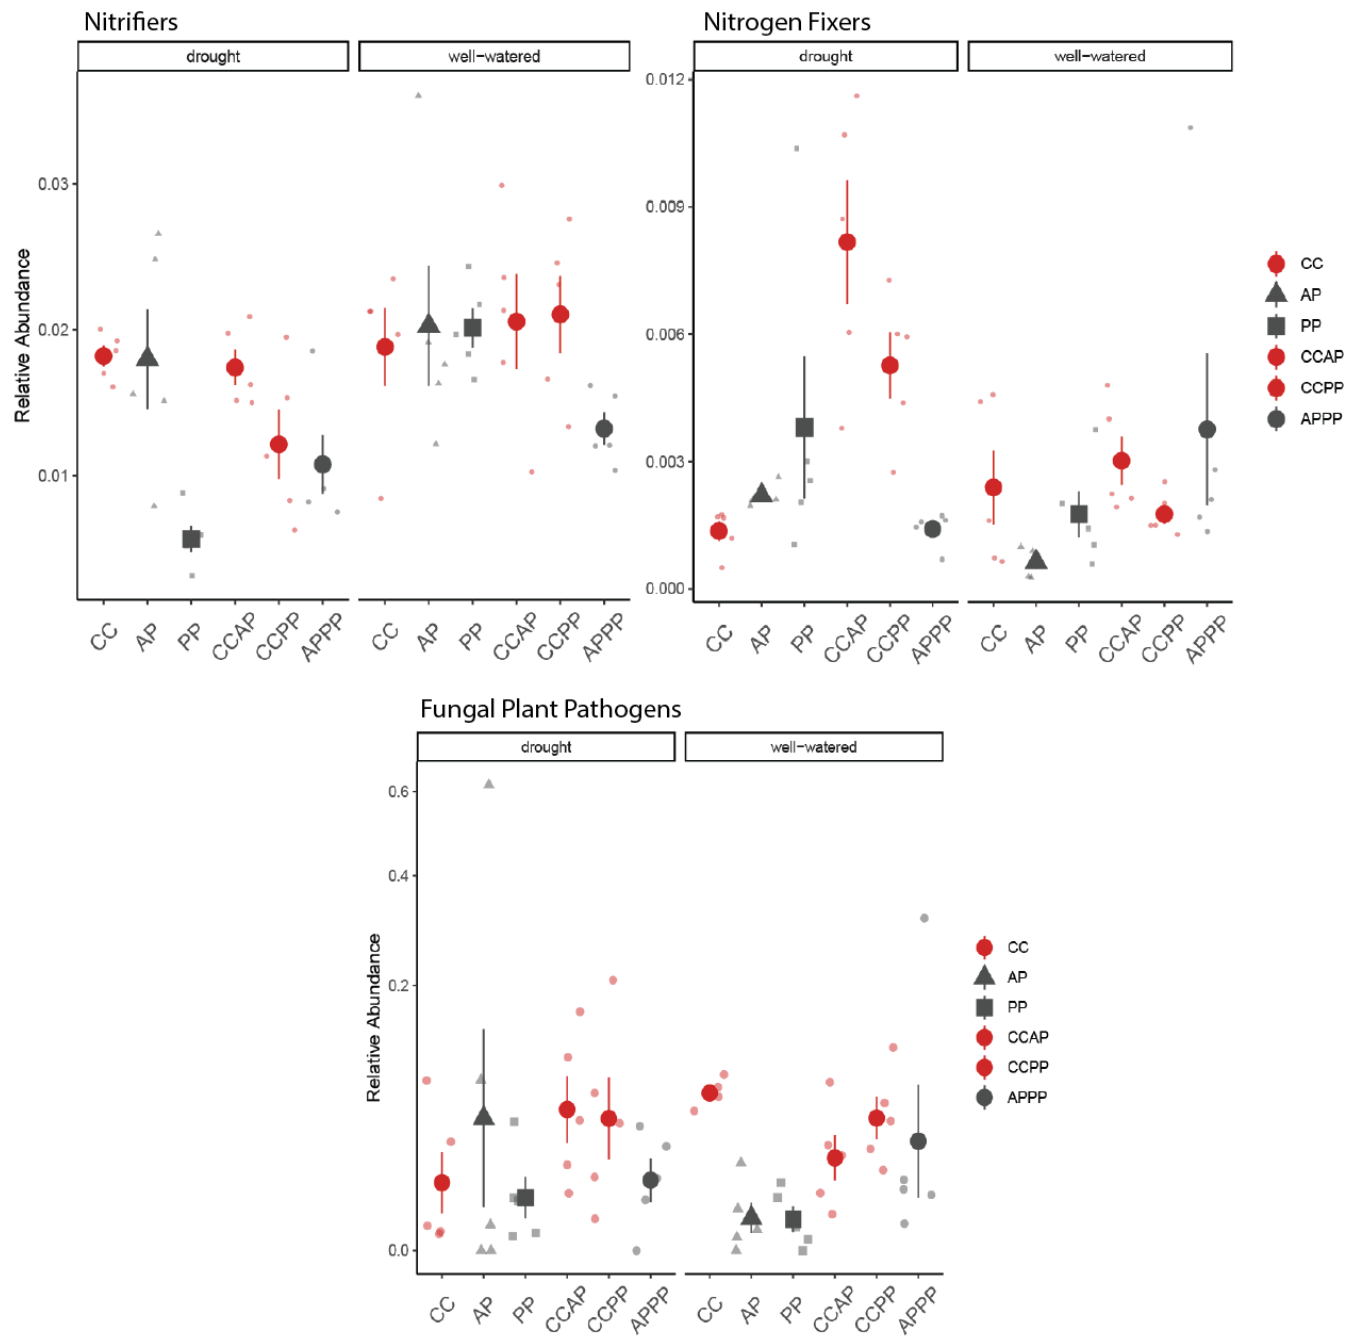 Nitrifiers
drought
well-watered
Relative Abundance
0.03
0.02
0.01
CC
AP
PP
CCAP
CCPP
APPP
CC
AP
PP
CCAP
CCPP
APPP
Nitrogen Fixers
drought
well-watered
0.012
0.009
0.006
0.003
0.000
CC
AP
PP
CCAP
CCPP
APPP
CC
AP
PP
CCAP
CCPP
APPP
CC
AP
PP
CCAP
CCPP
APPP
Fungal Plant Pathogens
drought
well-watered
Relative Abundance
0.6
0.4
0.2
0.0
CC
AP
PP
CCAP
CCPP
APPP
CC
AP
PP
CCAP
CCPP
APPP
CC
AP
PP
CCAP
CCPP
APPP